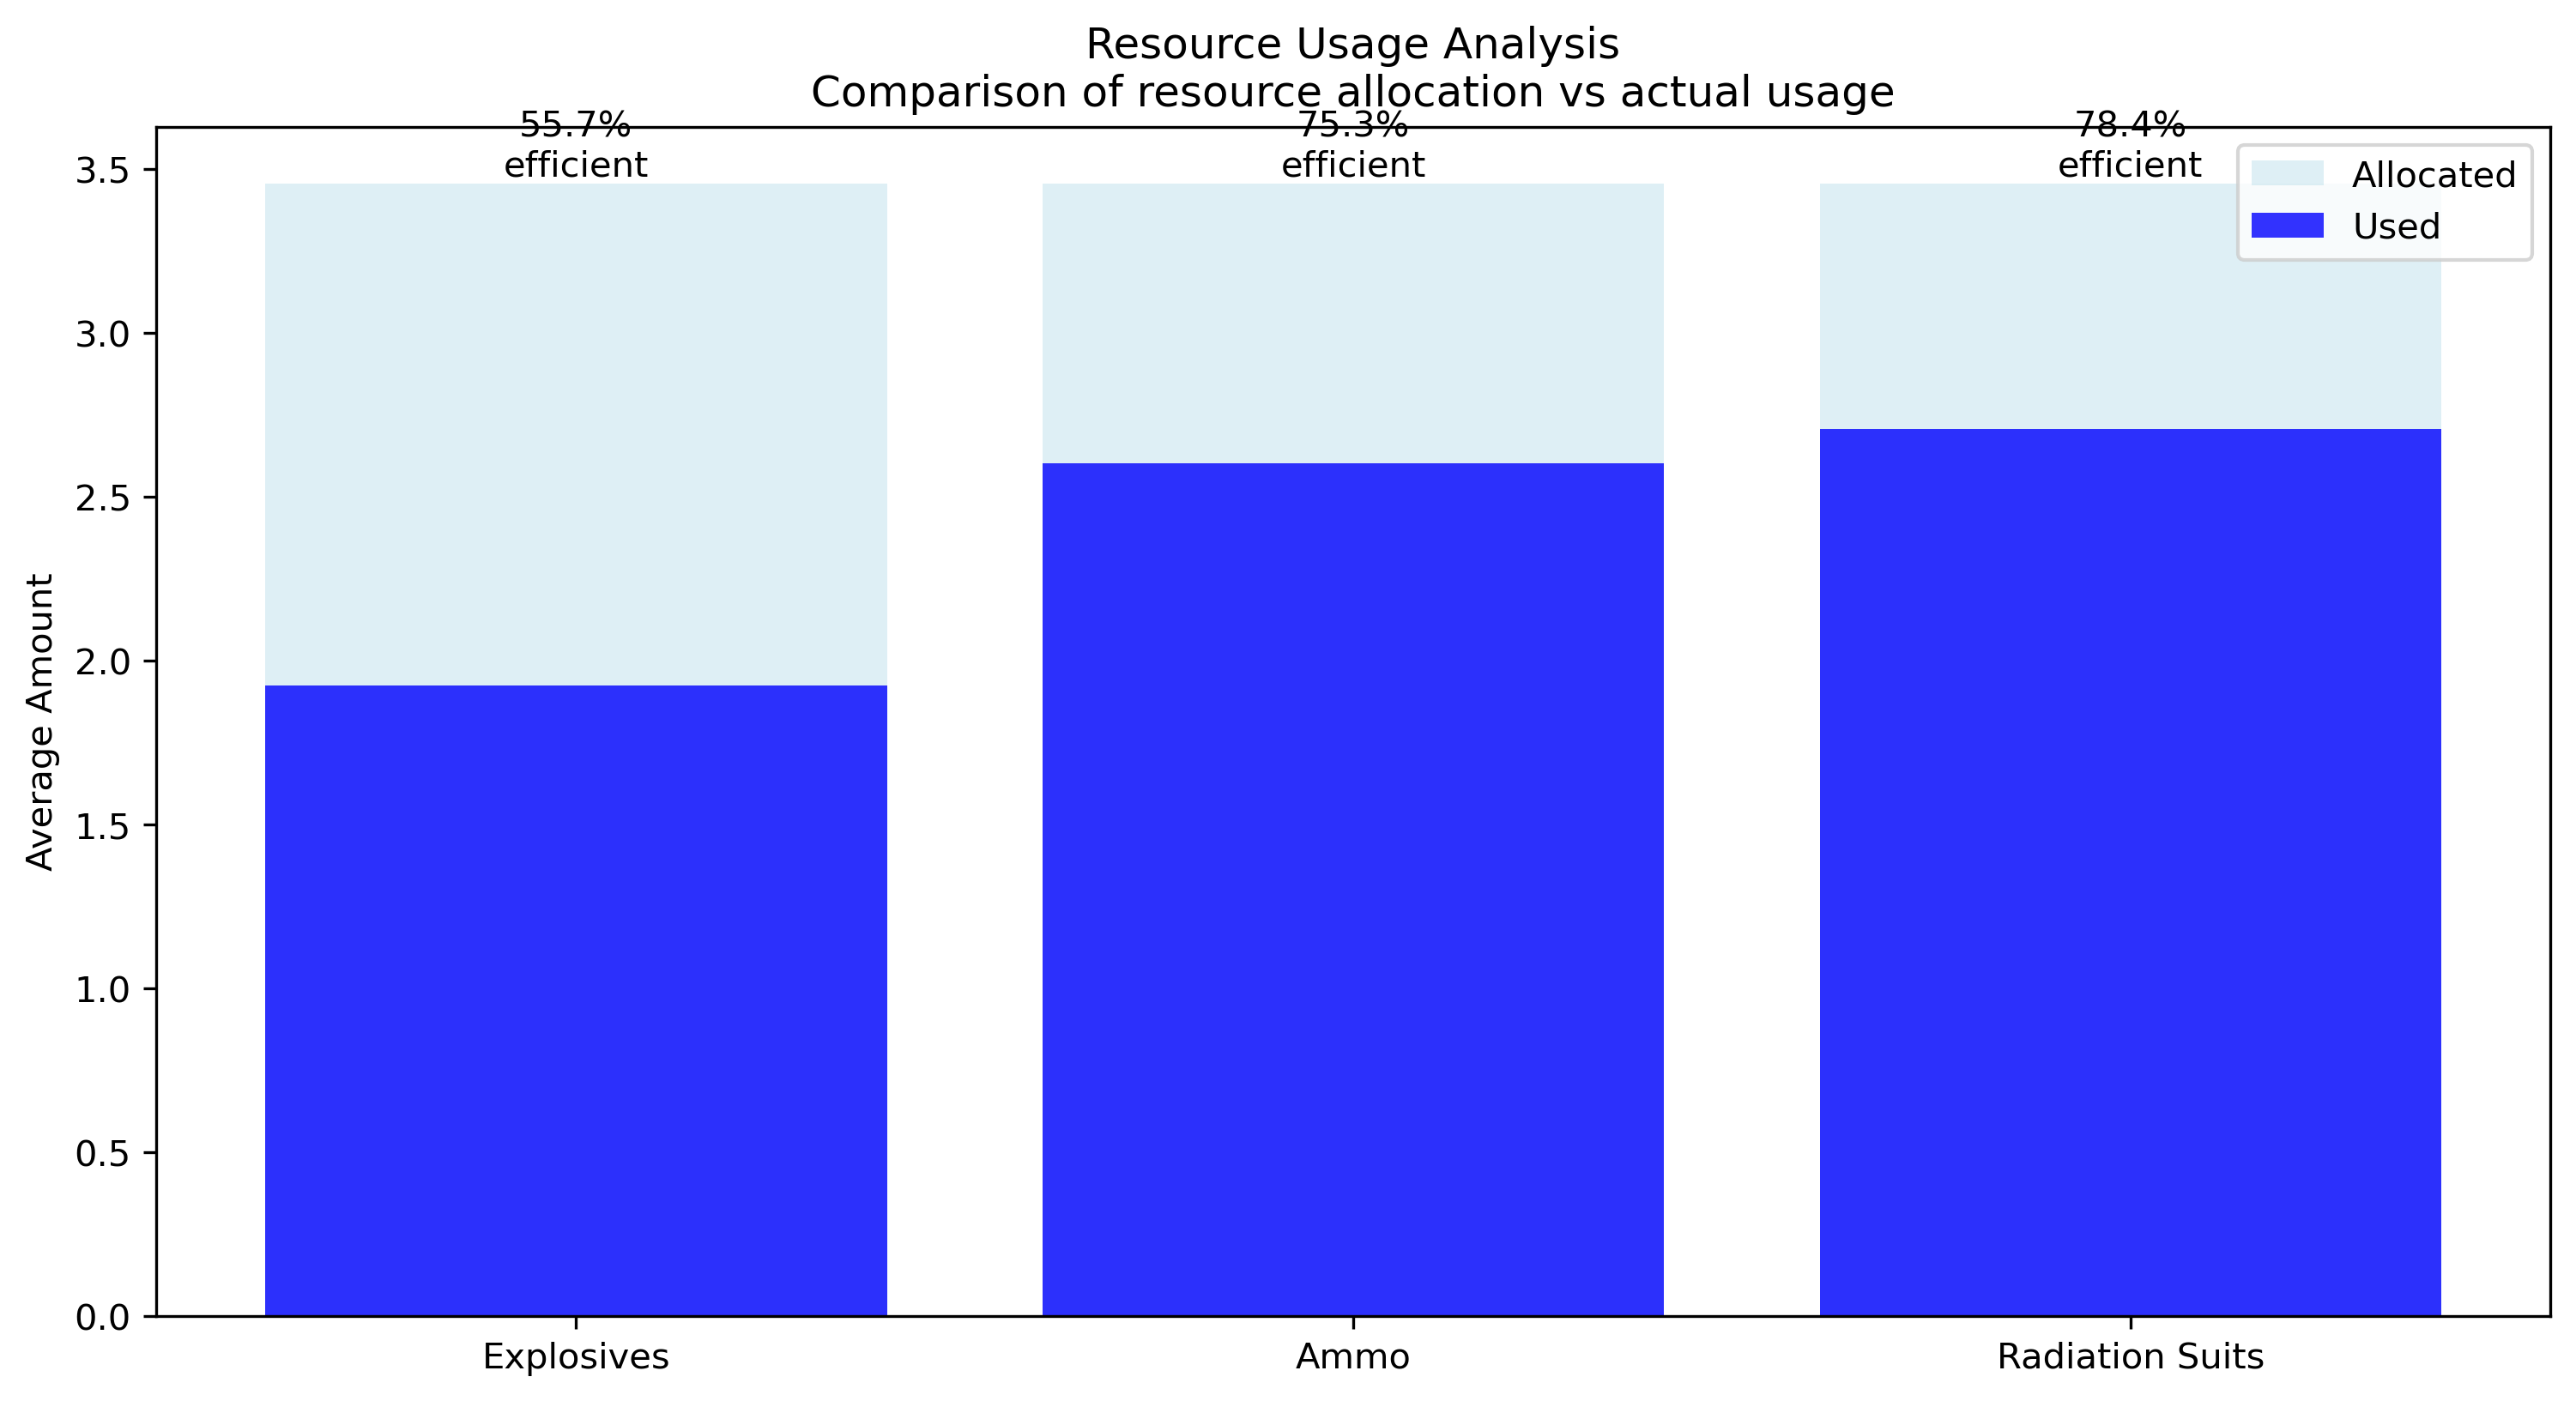 Resource Usage Analysis
Comparison of resource allocation vs actual usage
55.7%
efficient
75.3%
efficient
78.4%
efficient
Allocated
Used
Average Amount
3.5
3.0
2.5
2.0
1.5
1.0
0.5
0.0
Explosives
Ammo
Radiation Suits